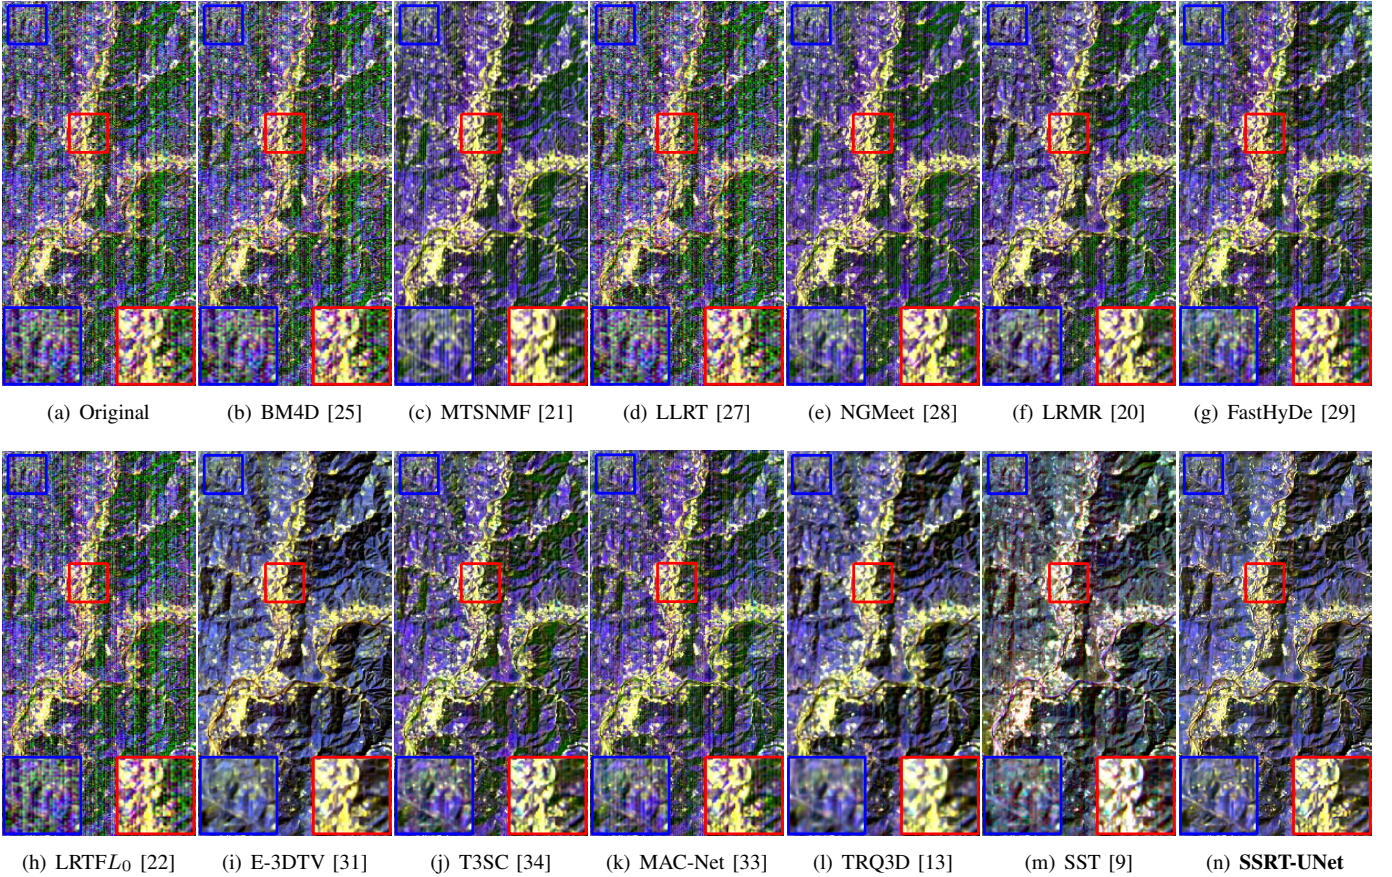 (a) Original (b) BM4D [25] (c) MTSNMF [21] (d) LLRT [27] (e) NGMeet [28] (f) LRMR [20] (g) FastHyDe [29]
(h) LRTFL₀ [22] (i) E-3DTV [31] (j) T3SC [34] (k) MAC-Net [33] (l) TRQ3D [13] (m) SST [9] (n) SSRT-UNet